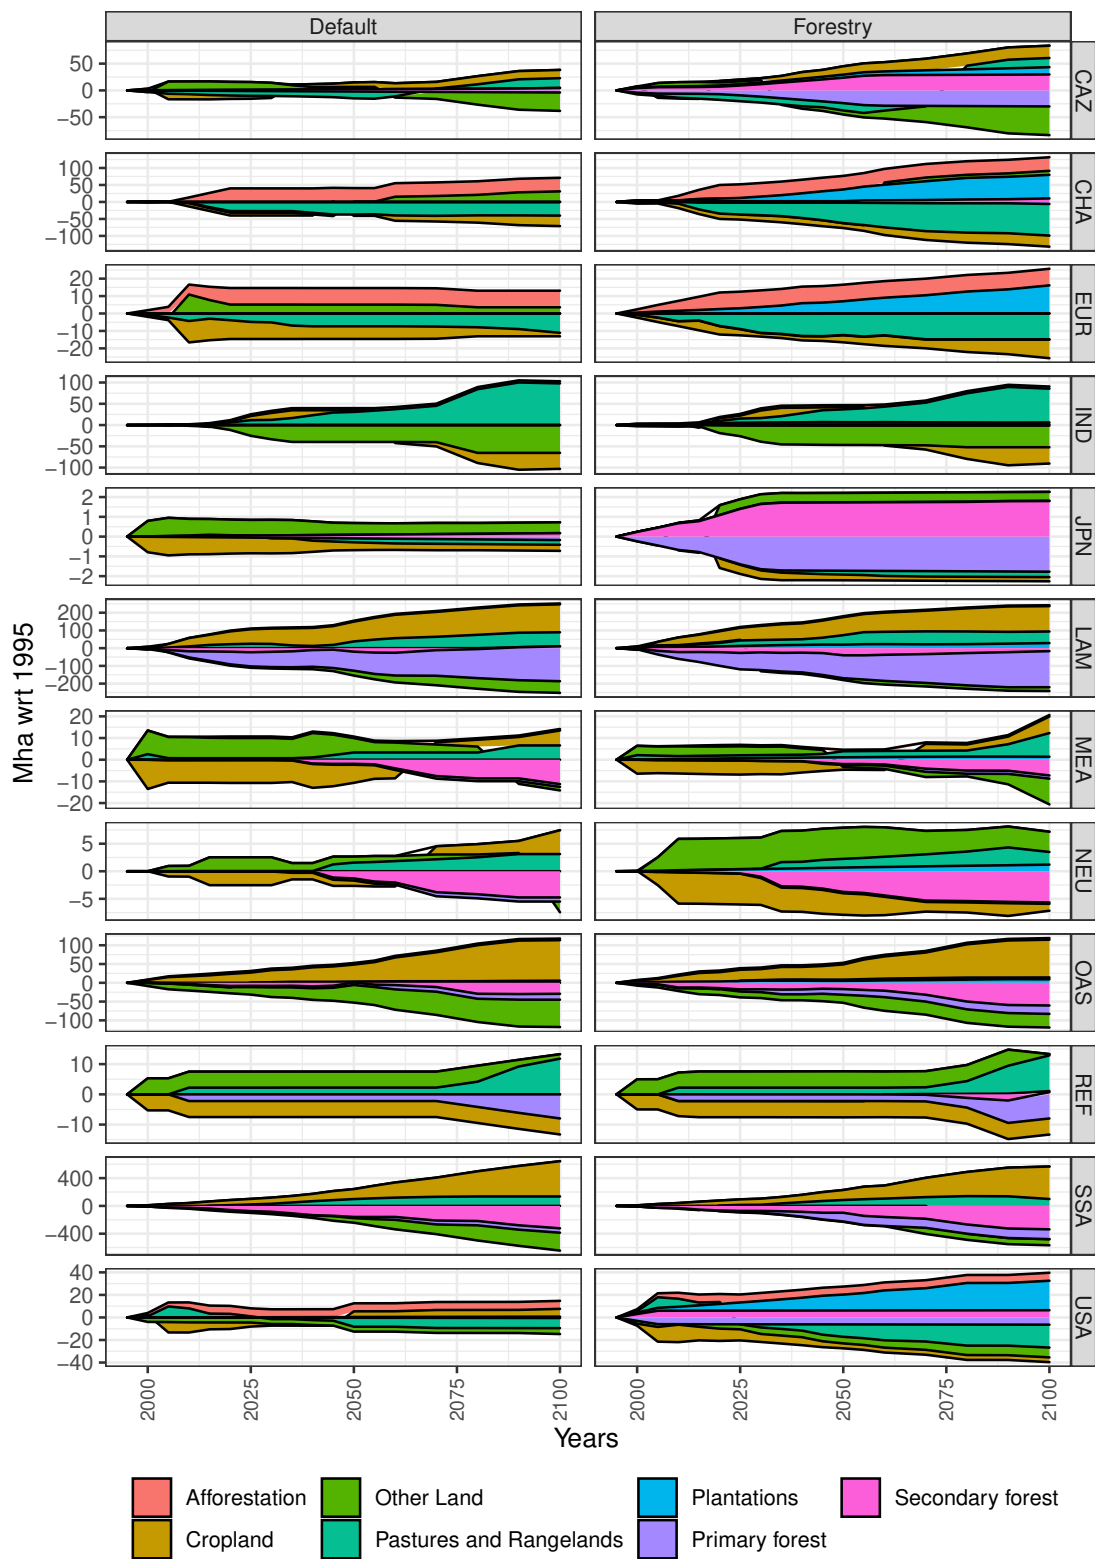 Default
Forestry
50
0
−50
CAZ
100
50
0
−50
−100
CHA
20
10
0
−10
−20
EUR
100
50
0
−50
−100
IND
2
1
0
−1
−2
JPN
200
100
0
−100
−200
LAM
20
10
0
−10
−20
MEA
5
0
−5
NEU
100
50
0
−50
−100
OAS
10
0
−10
REF
400
0
−400
SSA
40
20
0
−20
−40
USA
Mha wrt 1995
2000 2025 2050 2075 2100 2000 2025 2050 2075 2100
Years
Afforestation Other Land Plantations Secondary forest
Cropland Pastures and Rangelands Primary forest